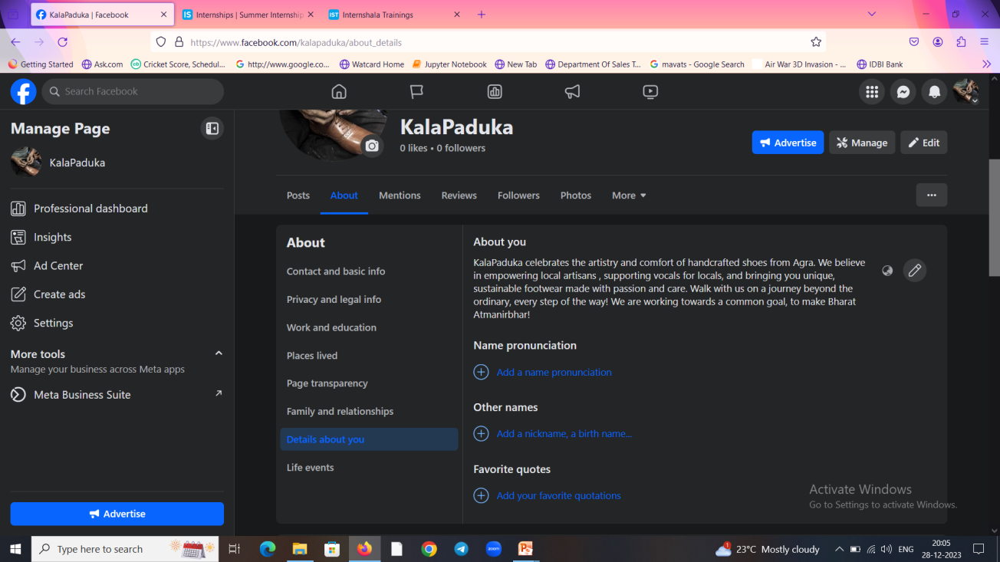 KalaPaduka | Facebook
Internships | Summer Internship
Internshala Trainings
https://www.facebook.com/kalapaduka/about_details
Getting Started
Ask.com
Cricket Score, Schedul...
http://www.google.co...
Watcard Home
Jupyter Notebook
New Tab
Department Of Sales T...
mavats - Google Search
Air War 3D Invasion - ...
IDBI Bank
Search Facebook
Manage Page
KalaPaduka
Professional dashboard
Insights
Ad Center
Create ads
Settings
More tools
Manage your business across Meta apps
Meta Business Suite
Advertise
KalaPaduka
0 likes • 0 followers
Advertise
Manage
Edit
Posts
About
Mentions
Reviews
Followers
Photos
More
About
Contact and basic info
Privacy and legal info
Work and education
Places lived
Page transparency
Family and relationships
Details about you
Life events
About you
KalaPaduka celebrates the artistry and comfort of handcrafted shoes from Agra. We believe
in empowering local artisans , supporting vocals for locals, and bringing you unique,
sustainable footwear made with passion and care. Walk with us on a journey beyond the
ordinary, every step of the way! We are working towards a common goal, to make Bharat
Atmanirbhar!
Name pronunciation
Add a name pronunciation
Other names
Add a nickname, a birth name...
Favorite quotes
Add your favorite quotations
Activate Windows
Go to Settings to activate Windows.
Type here to search
zoom
1
23°C Mostly cloudy
ENG
20:05
28-12-2023